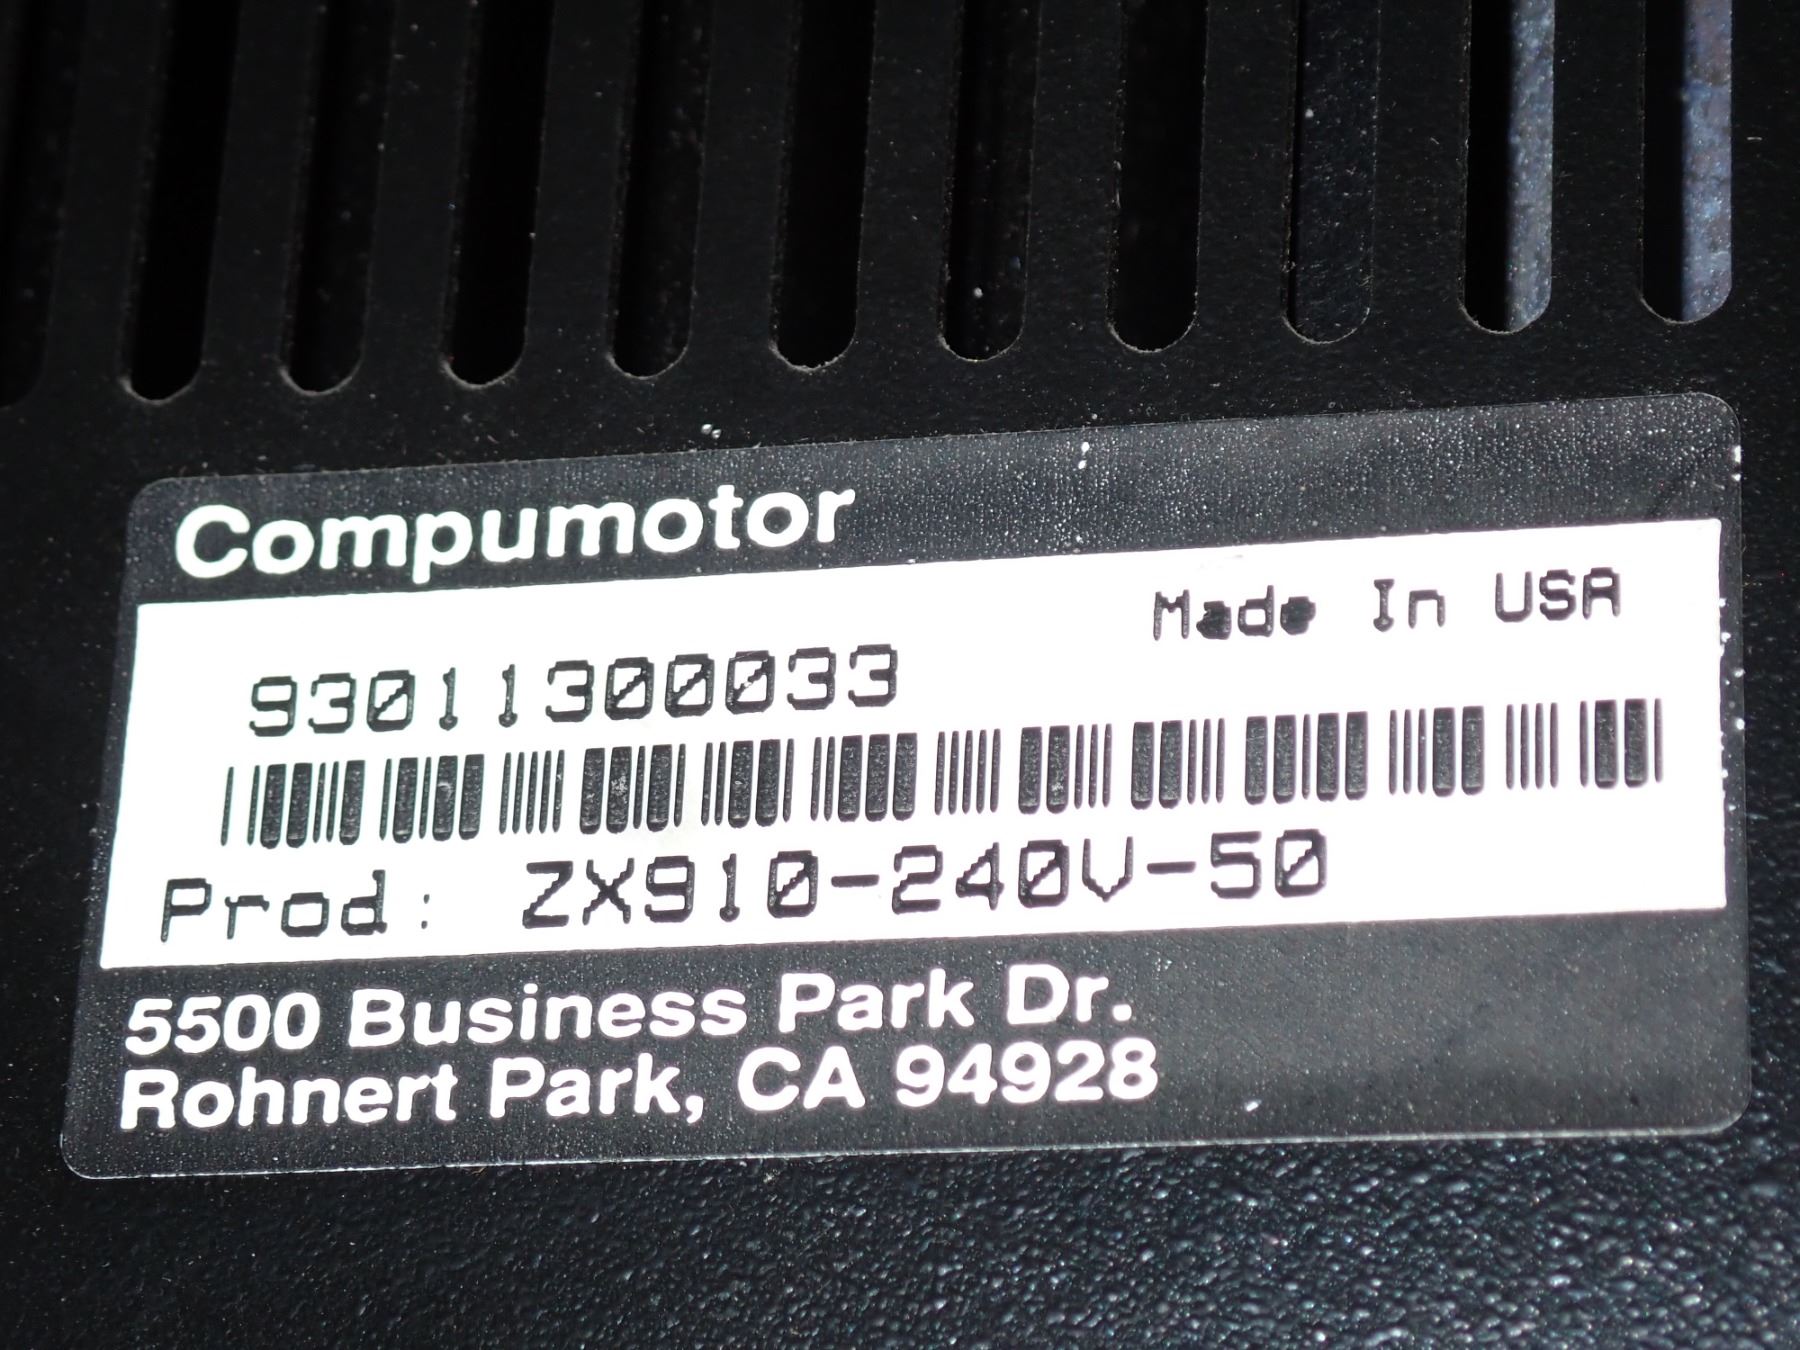 Compumotor
Made In USA
93011300033
Prod: ZX910-240V-50
5500 Business Park Dr.
Rohnert Park, CA 94928